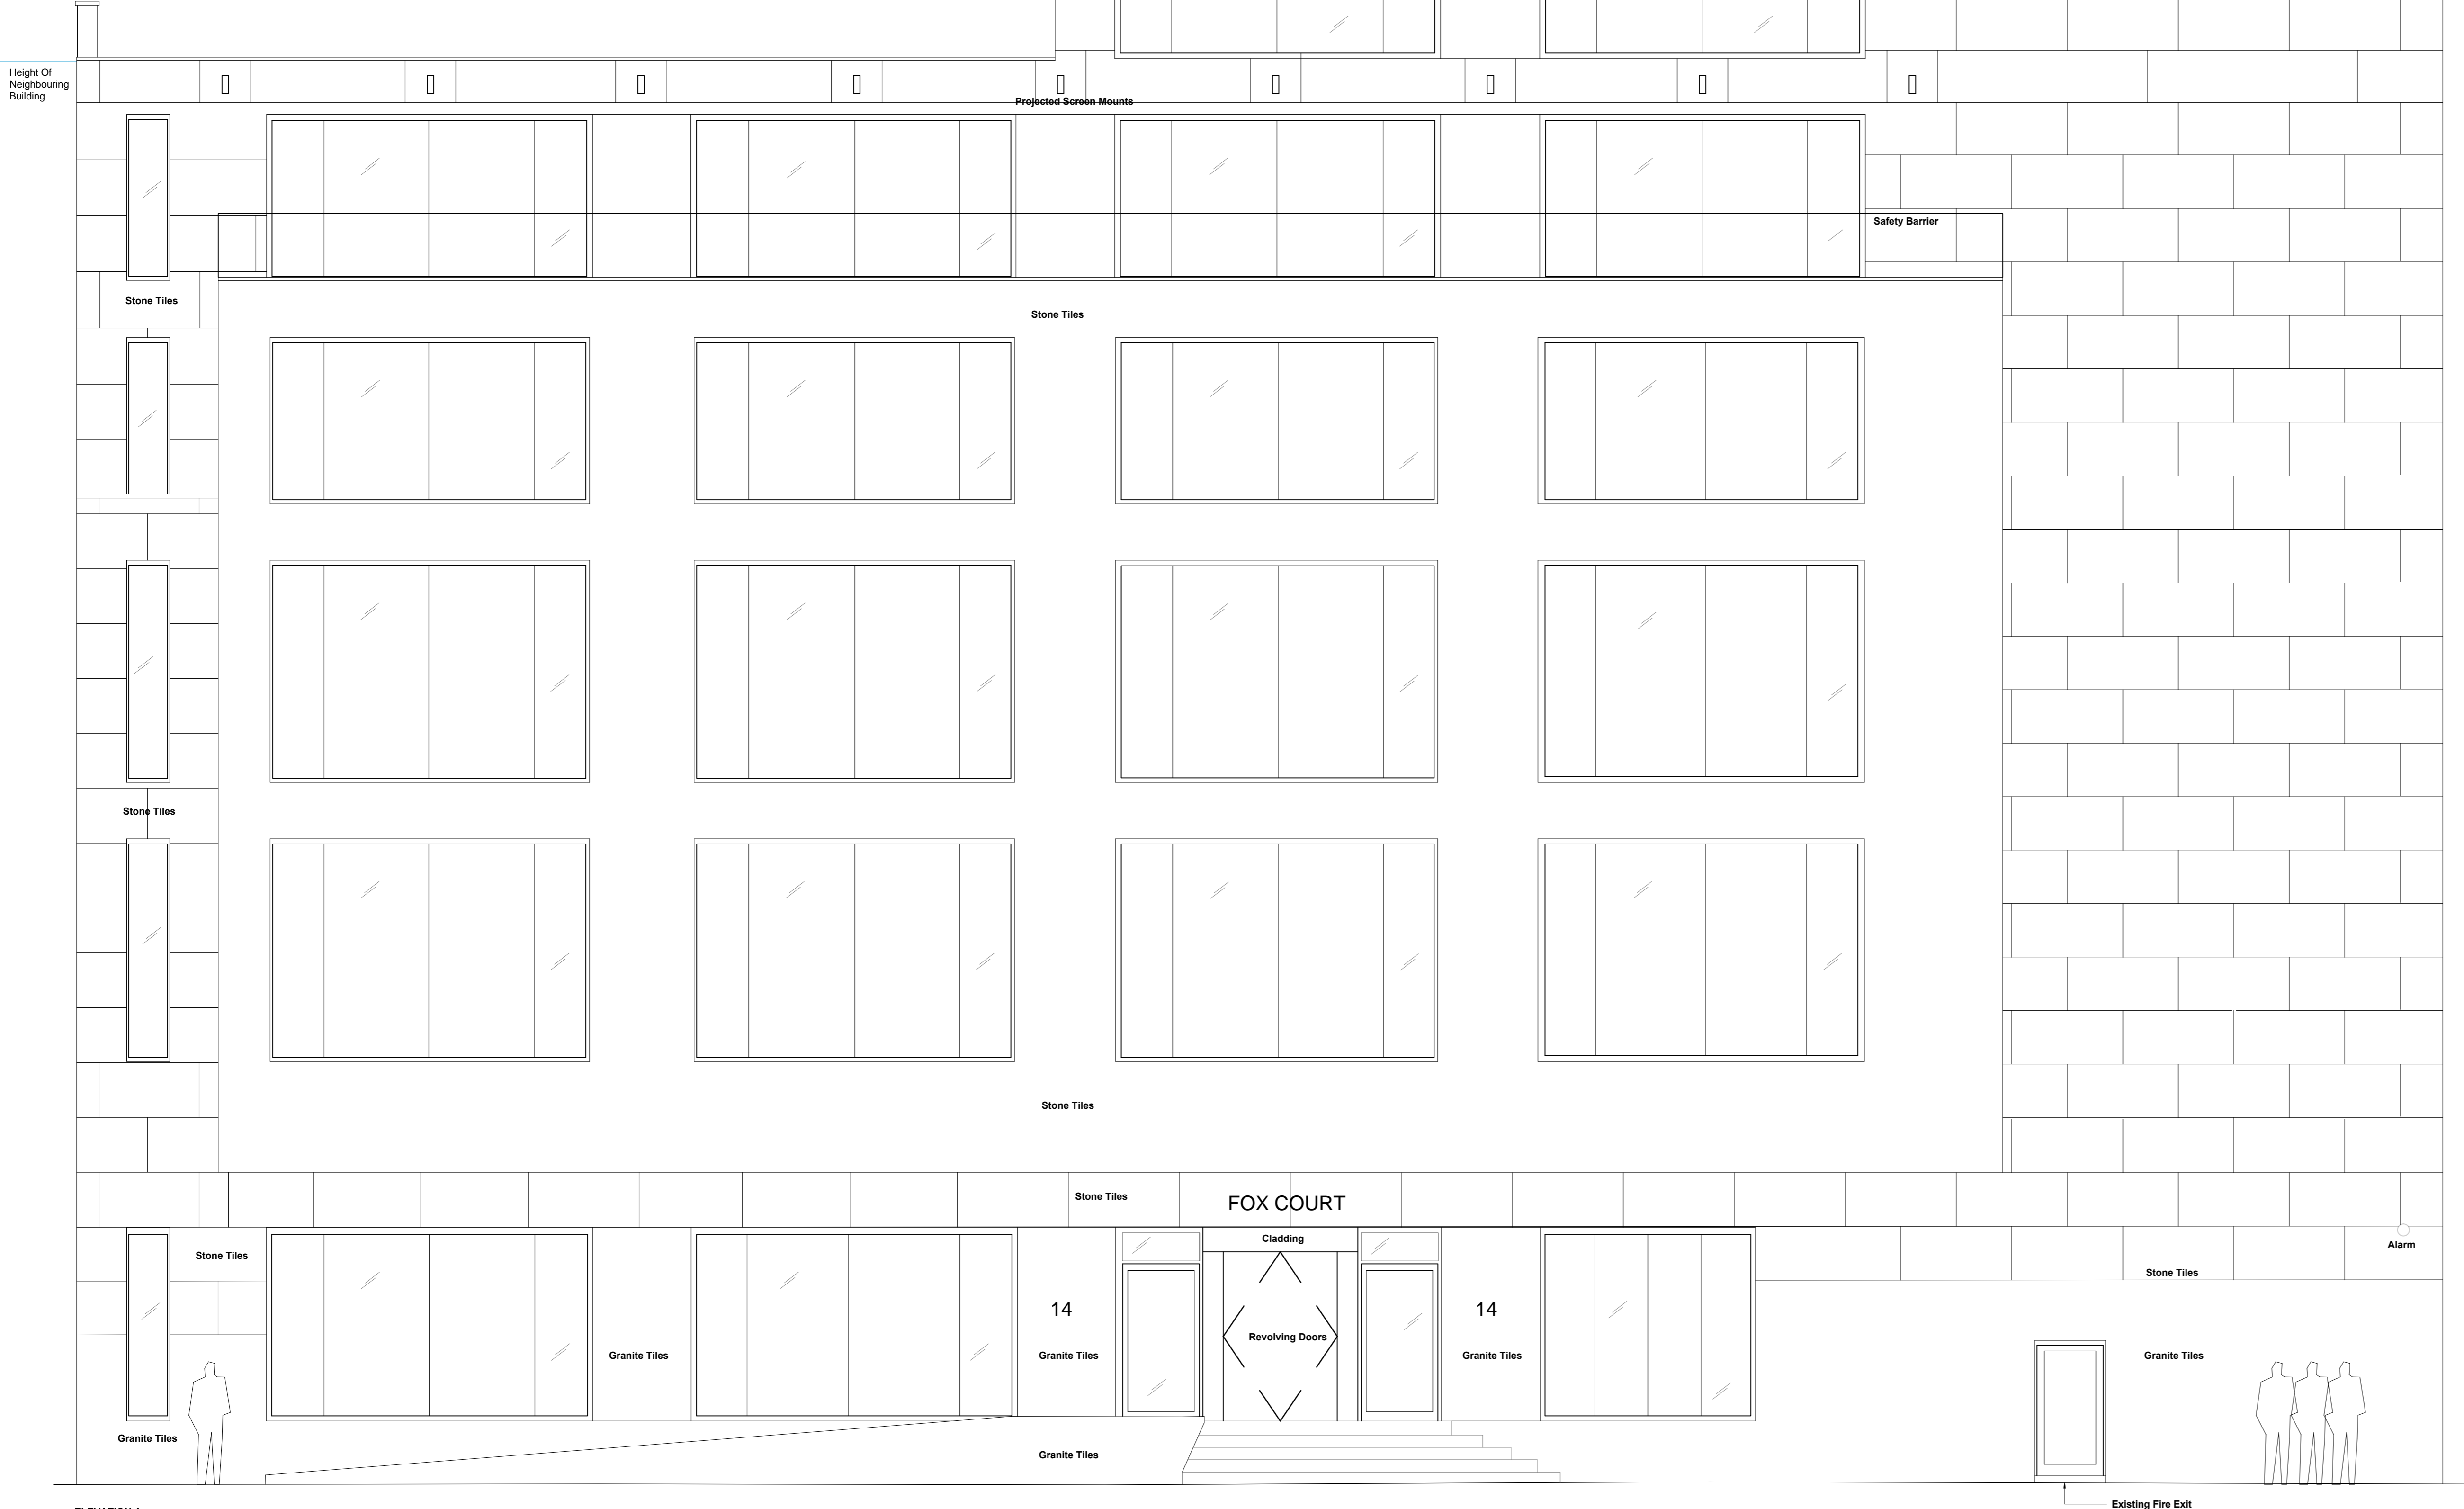 Height Of
Neighbouring
Building
Projected Screen Mounts
Safety Barrier
Stone Tiles
Stone Tiles
Stone Tiles
Stone Tiles
Stone Tiles
FOX COURT
Cladding
Alarm
Stone Tiles
Stone Tiles
14
14
Revolving Doors
Granite Tiles
Granite Tiles
Granite Tiles
Granite Tiles
Granite Tiles
Granite Tiles
Existing Fire Exit